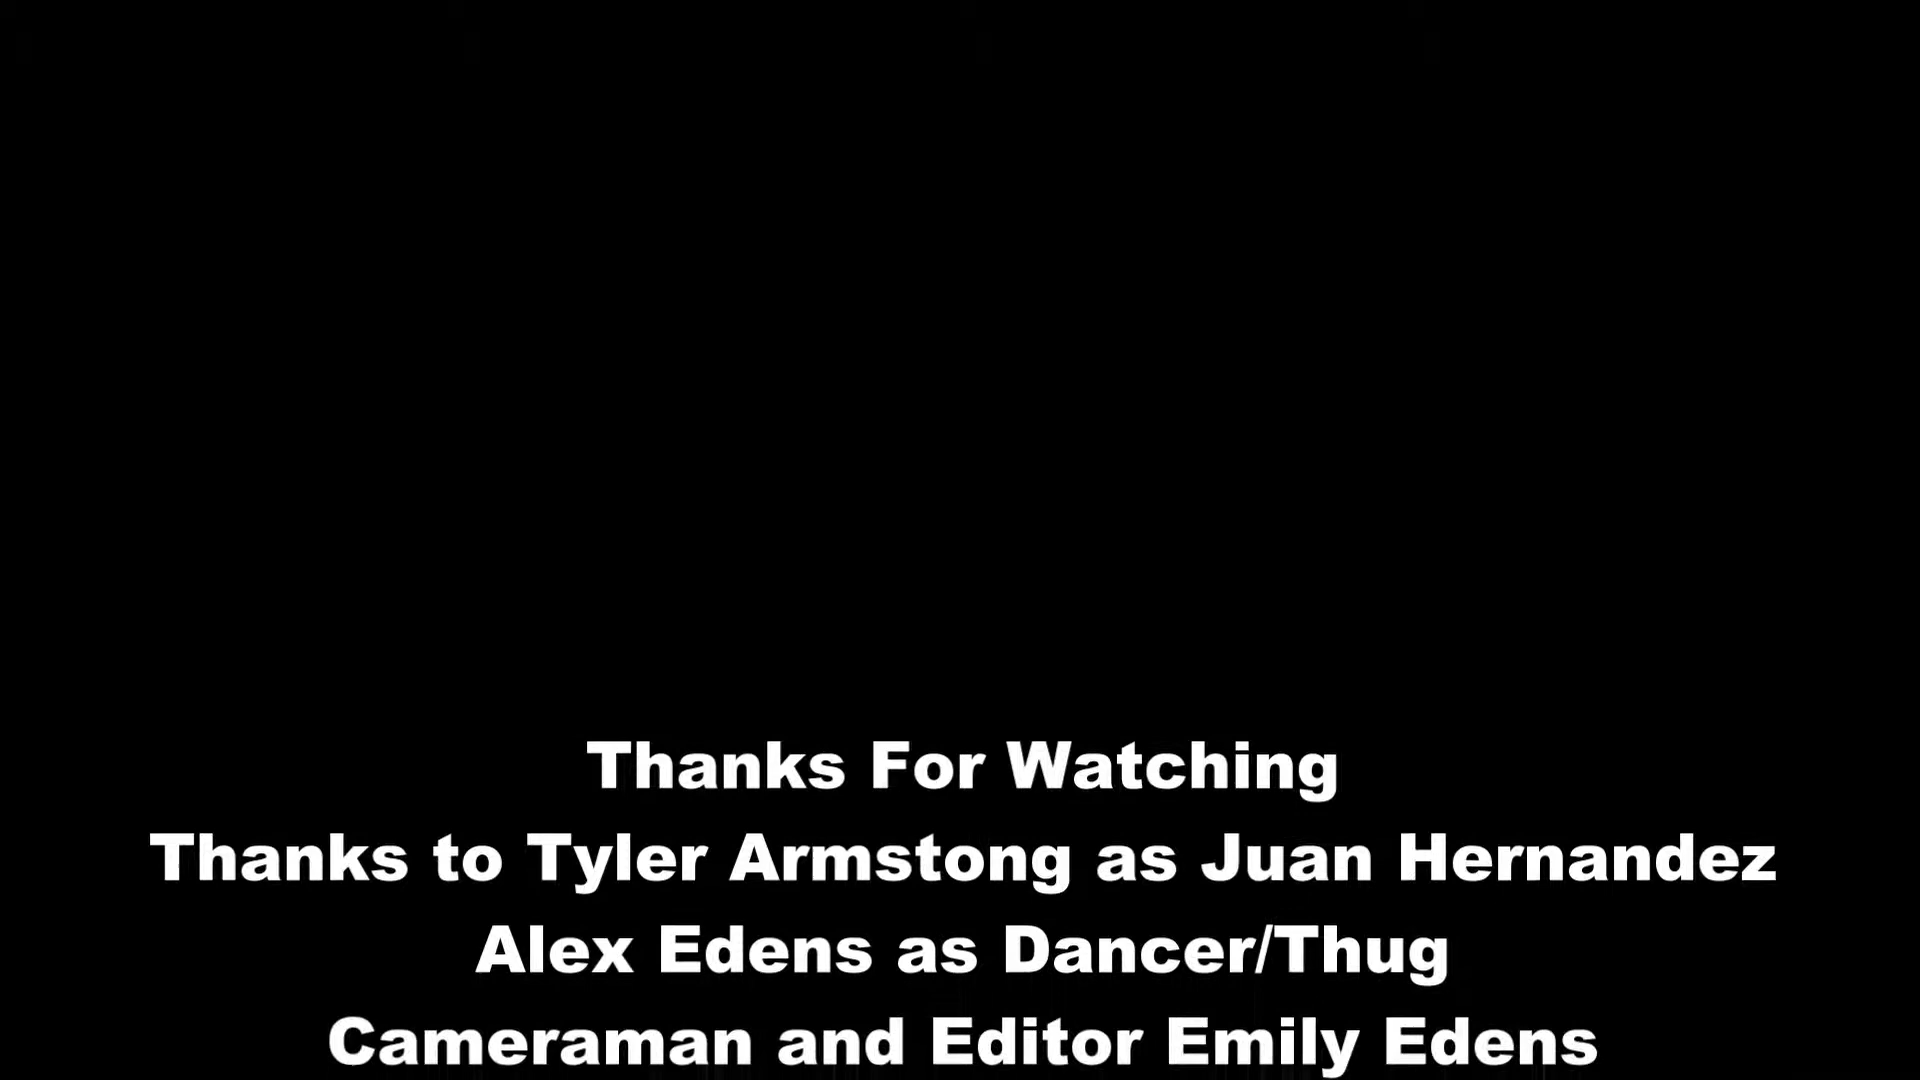 Thanks For Watching
Thanks to Tyler Armstong as Juan Hernandez
Alex Edens as Dancer/Thug
Cameraman and Editor Emily Edens